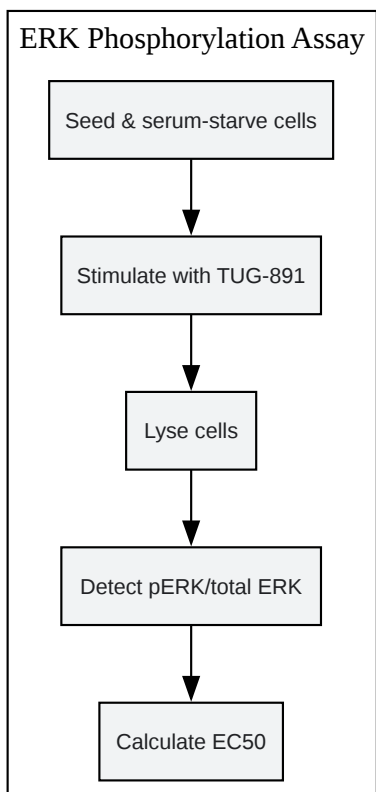 ERK Phosphorylation Assay
Seed & serum-starve cells
Stimulate with TUG-891
Lyse cells
Detect pERK/total ERK
Calculate EC50